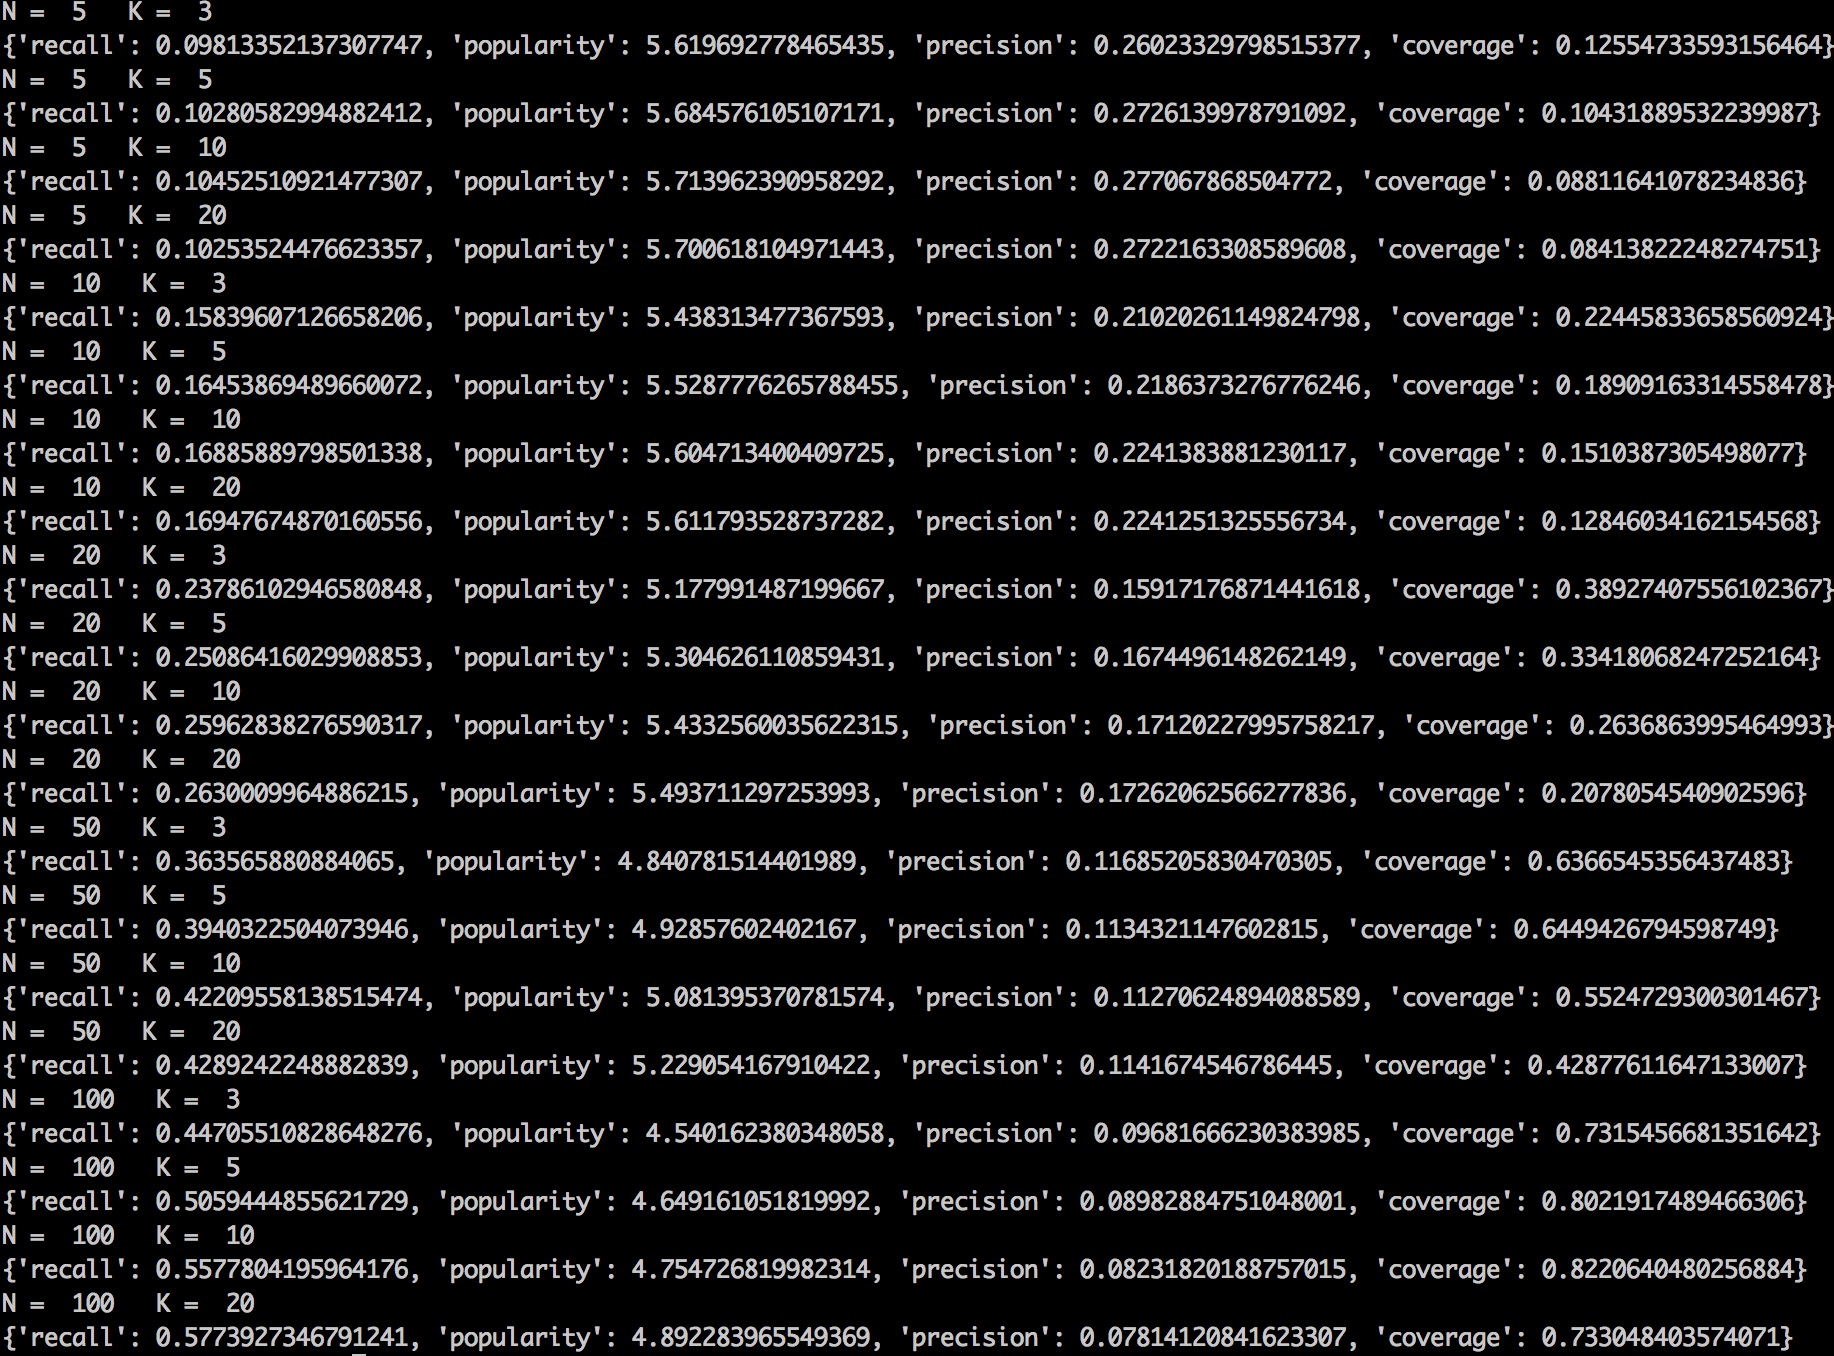 N =  5   K =  3
{'recall': 0.09813352137307747, 'popularity': 5.619692778465435, 'precision': 0.26023329798515377, 'coverage': 0.12554733593156464}
N =  5   K =  5
{'recall': 0.10280582994882412, 'popularity': 5.684576105107171, 'precision': 0.2726139978791092, 'coverage': 0.10431889532239987}
N =  5   K =  10
{'recall': 0.10452510921477307, 'popularity': 5.713962390958292, 'precision': 0.277067868504772, 'coverage': 0.08811641078234836}
N =  5   K =  20
{'recall': 0.10253524476623357, 'popularity': 5.700618104971443, 'precision': 0.2722163308589608, 'coverage': 0.08413822248274751}
N =  10   K =  3
{'recall': 0.15839607126658206, 'popularity': 5.438313477367593, 'precision': 0.21020261149824798, 'coverage': 0.22445833658560924}
N =  10   K =  5
{'recall': 0.16453869489660072, 'popularity': 5.5287776265788455, 'precision': 0.2186373276776246, 'coverage': 0.18909163314558478}
N =  10   K =  10
{'recall': 0.16885889798501338, 'popularity': 5.604713400409725, 'precision': 0.2241383881230117, 'coverage': 0.1510387305498077}
N =  10   K =  20
{'recall': 0.16947674870160556, 'popularity': 5.611793528737282, 'precision': 0.2241251325556734, 'coverage': 0.12846034162154568}
N =  20   K =  3
{'recall': 0.23786102946580848, 'popularity': 5.177991487199667, 'precision': 0.15917176871441618, 'coverage': 0.38927407556102367}
N =  20   K =  5
{'recall': 0.25086416029908853, 'popularity': 5.304626110859431, 'precision': 0.1674496148262149, 'coverage': 0.33418068247252164}
N =  20   K =  10
{'recall': 0.25962838276590317, 'popularity': 5.4332560035622315, 'precision': 0.17120227995758217, 'coverage': 0.2636863995464993}
N =  20   K =  20
{'recall': 0.2630009964886215, 'popularity': 5.493711297253993, 'precision': 0.17262062566277836, 'coverage': 0.2078054540902596}
N =  50   K =  3
{'recall': 0.363565880884065, 'popularity': 4.840781514401989, 'precision': 0.11685205830470305, 'coverage': 0.6366545356437483}
N =  50   K =  5
{'recall': 0.3940322504073946, 'popularity': 4.92857602402167, 'precision': 0.1134321147602815, 'coverage': 0.6449426794598749}
N =  50   K =  10
{'recall': 0.42209558138515474, 'popularity': 5.081395370781574, 'precision': 0.11270624894088589, 'coverage': 0.5524729300301467}
N =  50   K =  20
{'recall': 0.4289242248882839, 'popularity': 5.229054167910422, 'precision': 0.1141674546786445, 'coverage': 0.42877611647133007}
N =  100   K =  3
{'recall': 0.44705510828648276, 'popularity': 4.540162380348058, 'precision': 0.09681666230383985, 'coverage': 0.7315456681351642}
N =  100   K =  5
{'recall': 0.5059444855621729, 'popularity': 4.649161051819992, 'precision': 0.08982884751048001, 'coverage': 0.8021917489466306}
N =  100   K =  10
{'recall': 0.5577804195964176, 'popularity': 4.754726819982314, 'precision': 0.08231820188757015, 'coverage': 0.8220640480256884}
N =  100   K =  20
{'recall': 0.5773927346791241, 'popularity': 4.892283965549369, 'precision': 0.07814120841623307, 'coverage': 0.733048403574071}